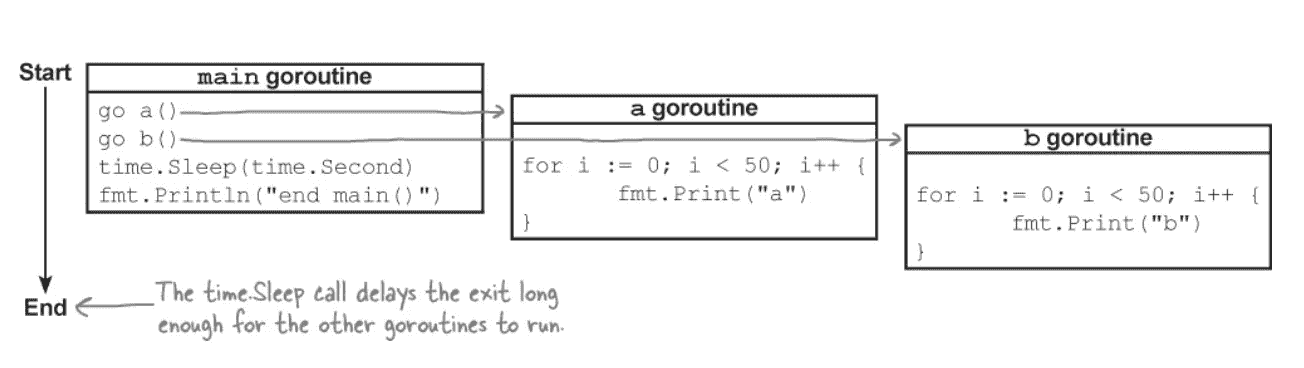 Start
main goroutine
go a()
go b()
time.Sleep(time.Second)
fmt.Println("end main()")
a goroutine
for i := 0; i < 50; i++ {
fmt.Print("a")
}
b goroutine
for i := 0; i < 50; i++ {
fmt.Print("b")
}
End
The time.Sleep call delays the exit long
enough for the other goroutines to run.